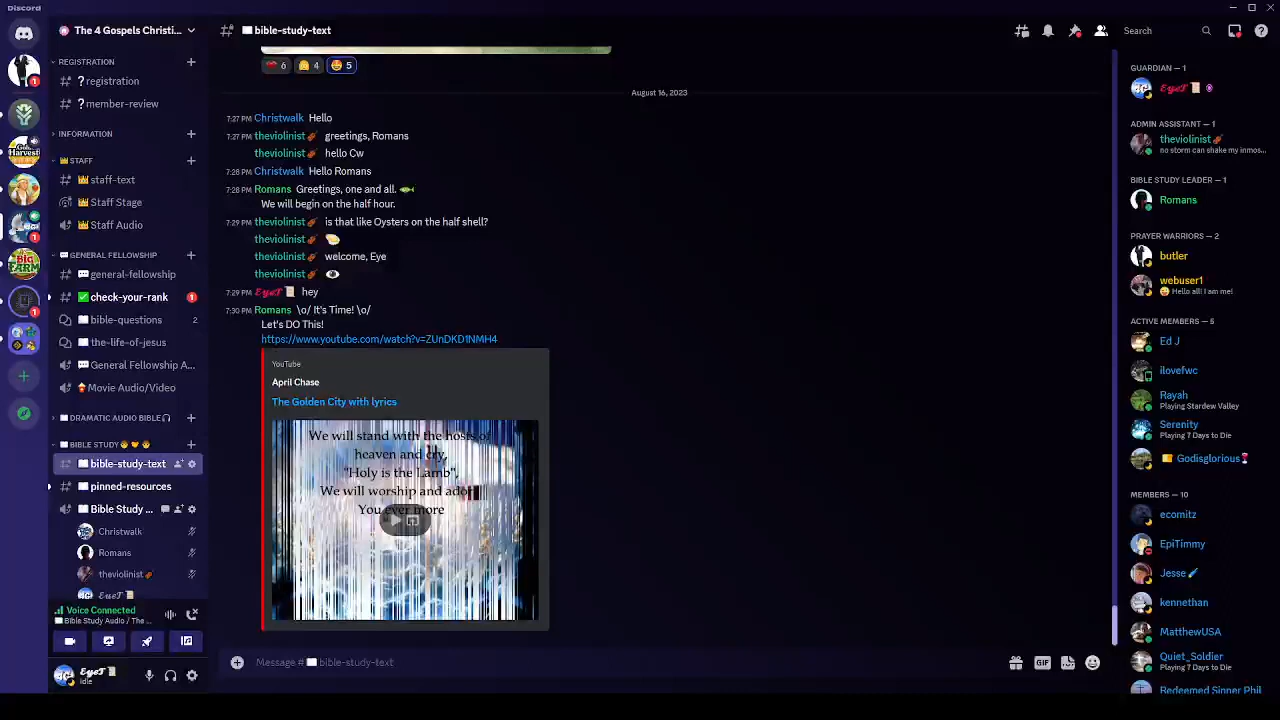 Discord
The 4 Gospels Christi...
bible-study-text
Search
REGISTRATION
registration
member-review
INFORMATION
STAFF
staff-text
Staff Stage
Staff Audio
GENERAL FELLOWSHIP
general-fellowship
check-your-rank
1
bible-questions
2
the-life-of-jesus
General Fellowship A...
Movie Audio/Video
DRAMATIC AUDIO BIBLE
BIBLE STUDY
bible-study-text
pinned-resources
Bible Study ...
Christwalk
Romans
theviolinist
EyeT
Voice Connected
Bible Study Audio / The ...
EyeT
Idle
6
4
5
August 16, 2023
7:27 PM Christwalk Hello
7:27 PM theviolinist greetings, Romans
theviolinist hello Cw
7:28 PM Christwalk Hello Romans
7:28 PM Romans Greetings, one and all.
We will begin on the half hour.
7:29 PM theviolinist is that like Oysters on the half shell?
theviolinist
theviolinist welcome, Eye
theviolinist
7:29 PM EyeT hey
7:30 PM Romans \o/ It's Time! \o/
Let's DO This!
https://www.youtube.com/watch?v=ZUnDKD1NMH4
YouTube
April Chase
The Golden City with lyrics
We will stand with the hosts of
heaven and cry,
"Holy is the Lamb",
We will worship and adore
You ever more
Message # bible-study-text
GIF
GUARDIAN — 1
EyeT
ADMIN ASSISTANT — 1
theviolinist
no storm can shake my inmos...
BIBLE STUDY LEADER — 1
Romans
PRAYER WARRIORS — 2
butler
webuser1
Hello all! I am me!
ACTIVE MEMBERS — 5
Ed J
ilovefwc
Rayah
Playing Stardew Valley
Serenity
Playing 7 Days to Die
Godisglorious
MEMBERS — 10
ecomitz
EpiTimmy
Jesse
kennethan
MatthewUSA
Quiet_Soldier
Playing 7 Days to Die
Redeemed Sinner Phil